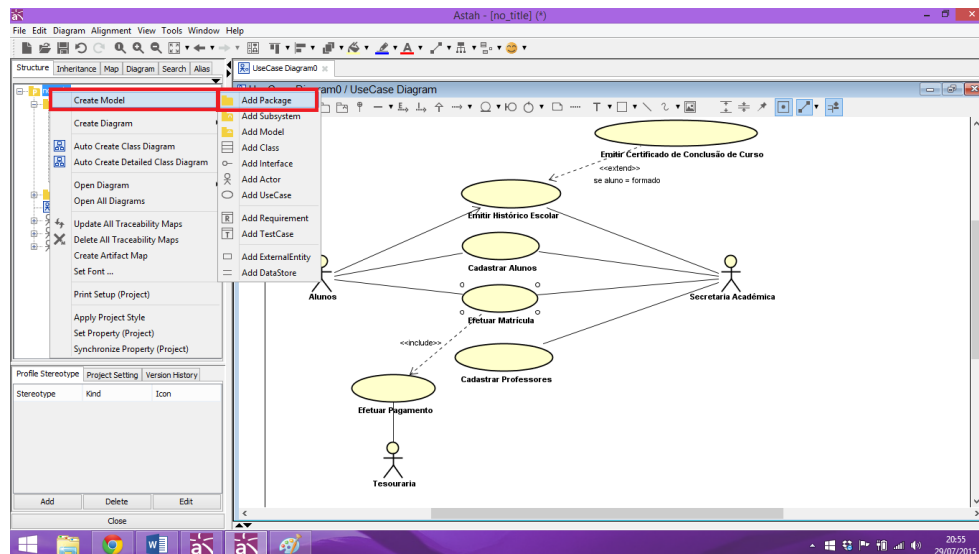 Astah - [no_title] (*)
File Edit Diagram Alignment View Tools Window Help
Structure Inheritance Map Diagram Search Alias
UseCase Diagram0
ram0 / UseCase Diagram
Create Model
Create Diagram
Auto Create Class Diagram
Auto Create Detailed Class Diagram
Open Diagram
Open All Diagrams
Update All Traceability Maps
Delete All Traceability Maps
Create Artifact Map
Set Font ...
Print Setup (Project)
Apply Project Style
Set Property (Project)
Synchronize Property (Project)
Add Package
Add Subsystem
Add Model
Add Class
Add Interface
Add Actor
Add UseCase
Add Requirement
Add TestCase
Add ExternalEntity
Add DataStore
Emitir Certificado de Conclusão de Curso
<<extend>>
se aluno = formado
Emitir Histórico Escolar
Cadastrar Alunos
Alunos
Secretaria Acadêmica
Efetuar Matrícula
<<include>>
Cadastrar Professores
Efetuar Pagamento
Tesouraria
Profile Stereotype Project Setting Version History
Stereotype Kind Icon
Add Delete Edit
Close
20:55